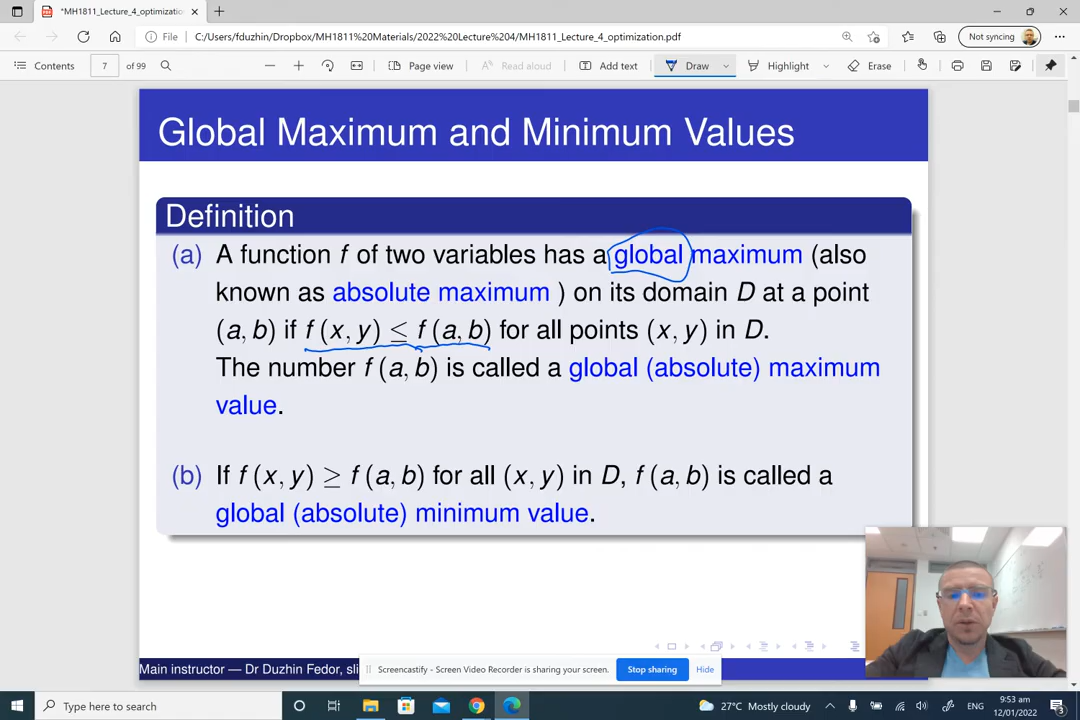 *MH1811_Lecture_4_optimization.p
File
C:/Users/fduzhin/Dropbox/MH1811%20Materials/2022%20Lecture%204/MH1811_Lecture_4_optimization.pdf
Not syncing
Contents
7
of 99
Page view
Read aloud
Add text
Draw
Highlight
Erase
Global Maximum and Minimum Values
Definition
(a) A function f of two variables has a global maximum (also
known as absolute maximum ) on its domain D at a point
(a, b) if f (x, y) ≤ f (a, b) for all points (x, y) in D.
The number f (a, b) is called a global (absolute) maximum
value.
(b) If f (x, y) ≥ f (a, b) for all (x, y) in D, f (a, b) is called a
global (absolute) minimum value.
Main instructor — Dr Duzhin Fedor, sli
Screencastify - Screen Video Recorder is sharing your screen.
Stop sharing
Hide
Type here to search
27°C Mostly cloudy
ENG
9:53 am
12/01/2022
3